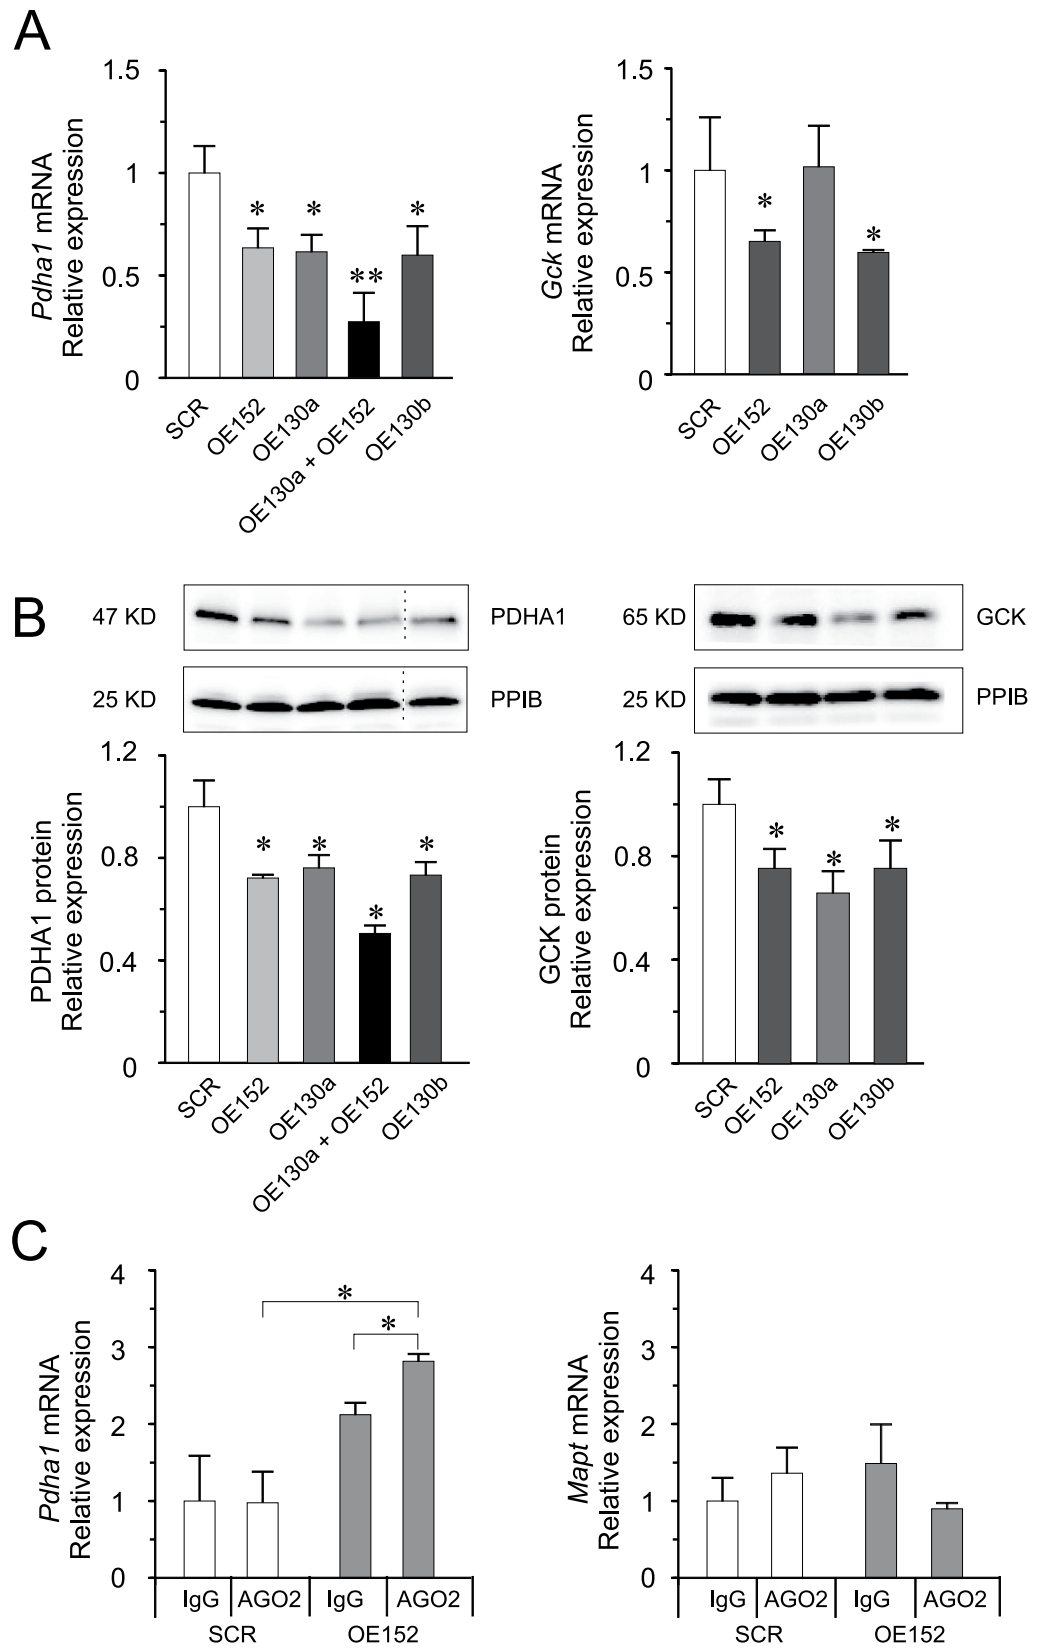 A
Pdha1 mRNA
Relative expression
1.5
1
0.5
0
*
*
**
*
SCR
OE152
OE130a
OE130a + OE152
OE130b
Gck mRNA
Relative expression
1.5
1
0.5
0
*
*
SCR
OE152
OE130a
OE130b
B
47 KD
PDHA1
25 KD
PPIB
65 KD
GCK
25 KD
PPIB
PDHA1 protein
Relative expression
1.2
0.8
0.4
0
*
*
*
*
SCR
OE152
OE130a
OE130a + OE152
OE130b
GCK protein
Relative expression
1.2
0.8
0.4
0
*
*
*
SCR
OE152
OE130a
OE130b
C
Pdha1 mRNA
Relative expression
4
3
2
1
0
*
*
IgG AGO2 IgG AGO2
SCR OE152
Mapt mRNA
Relative expression
4
3
2
1
0
IgG AGO2 IgG AGO2
SCR OE152